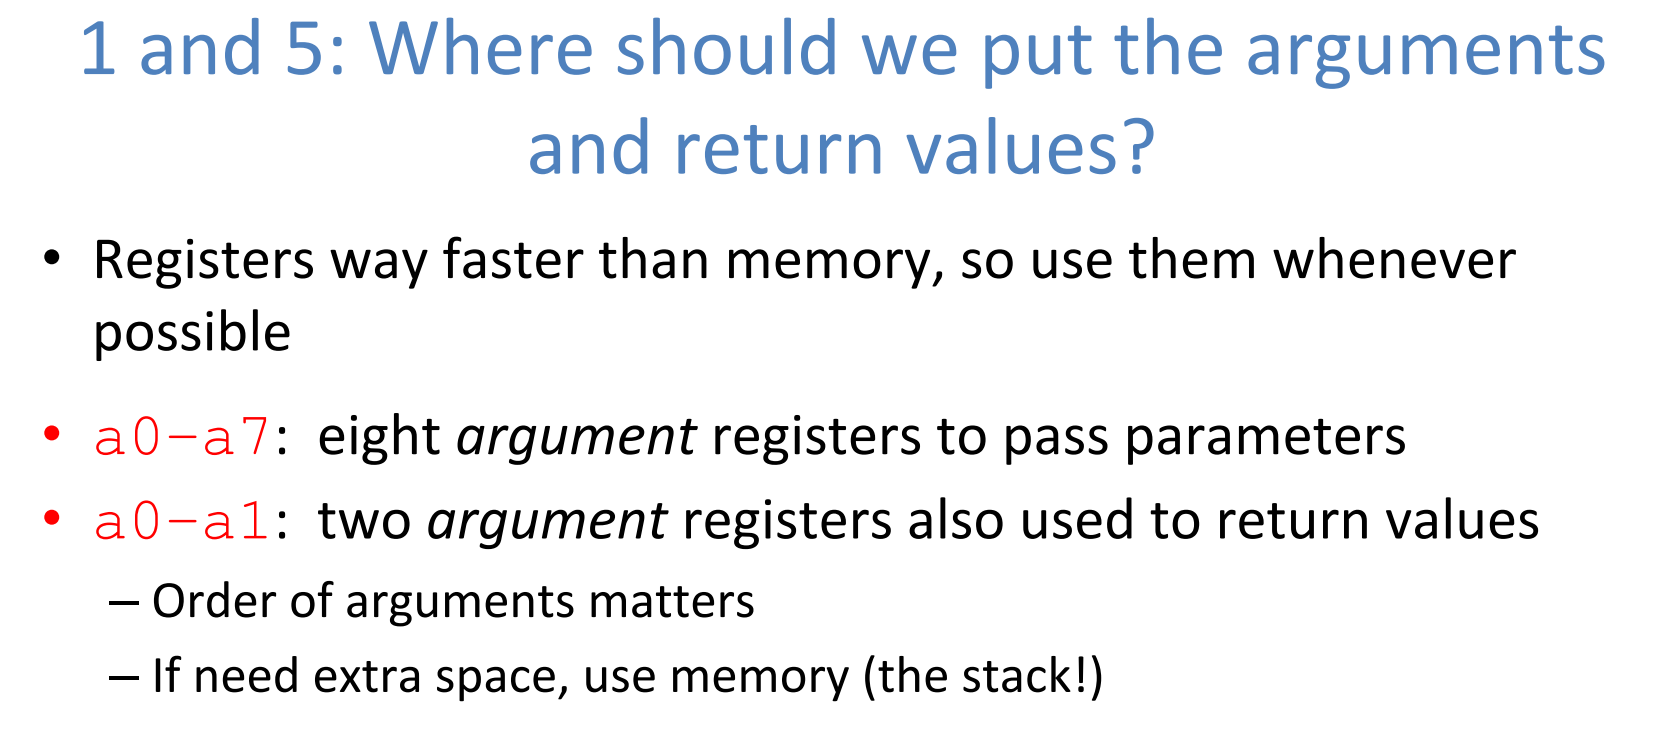 1 and 5: Where should we put the arguments
and return values?
• Registers way faster than memory, so use them whenever
possible
• a0-a7: eight argument registers to pass parameters
• a0-a1: two argument registers also used to return values
– Order of arguments matters
– If need extra space, use memory (the stack!)